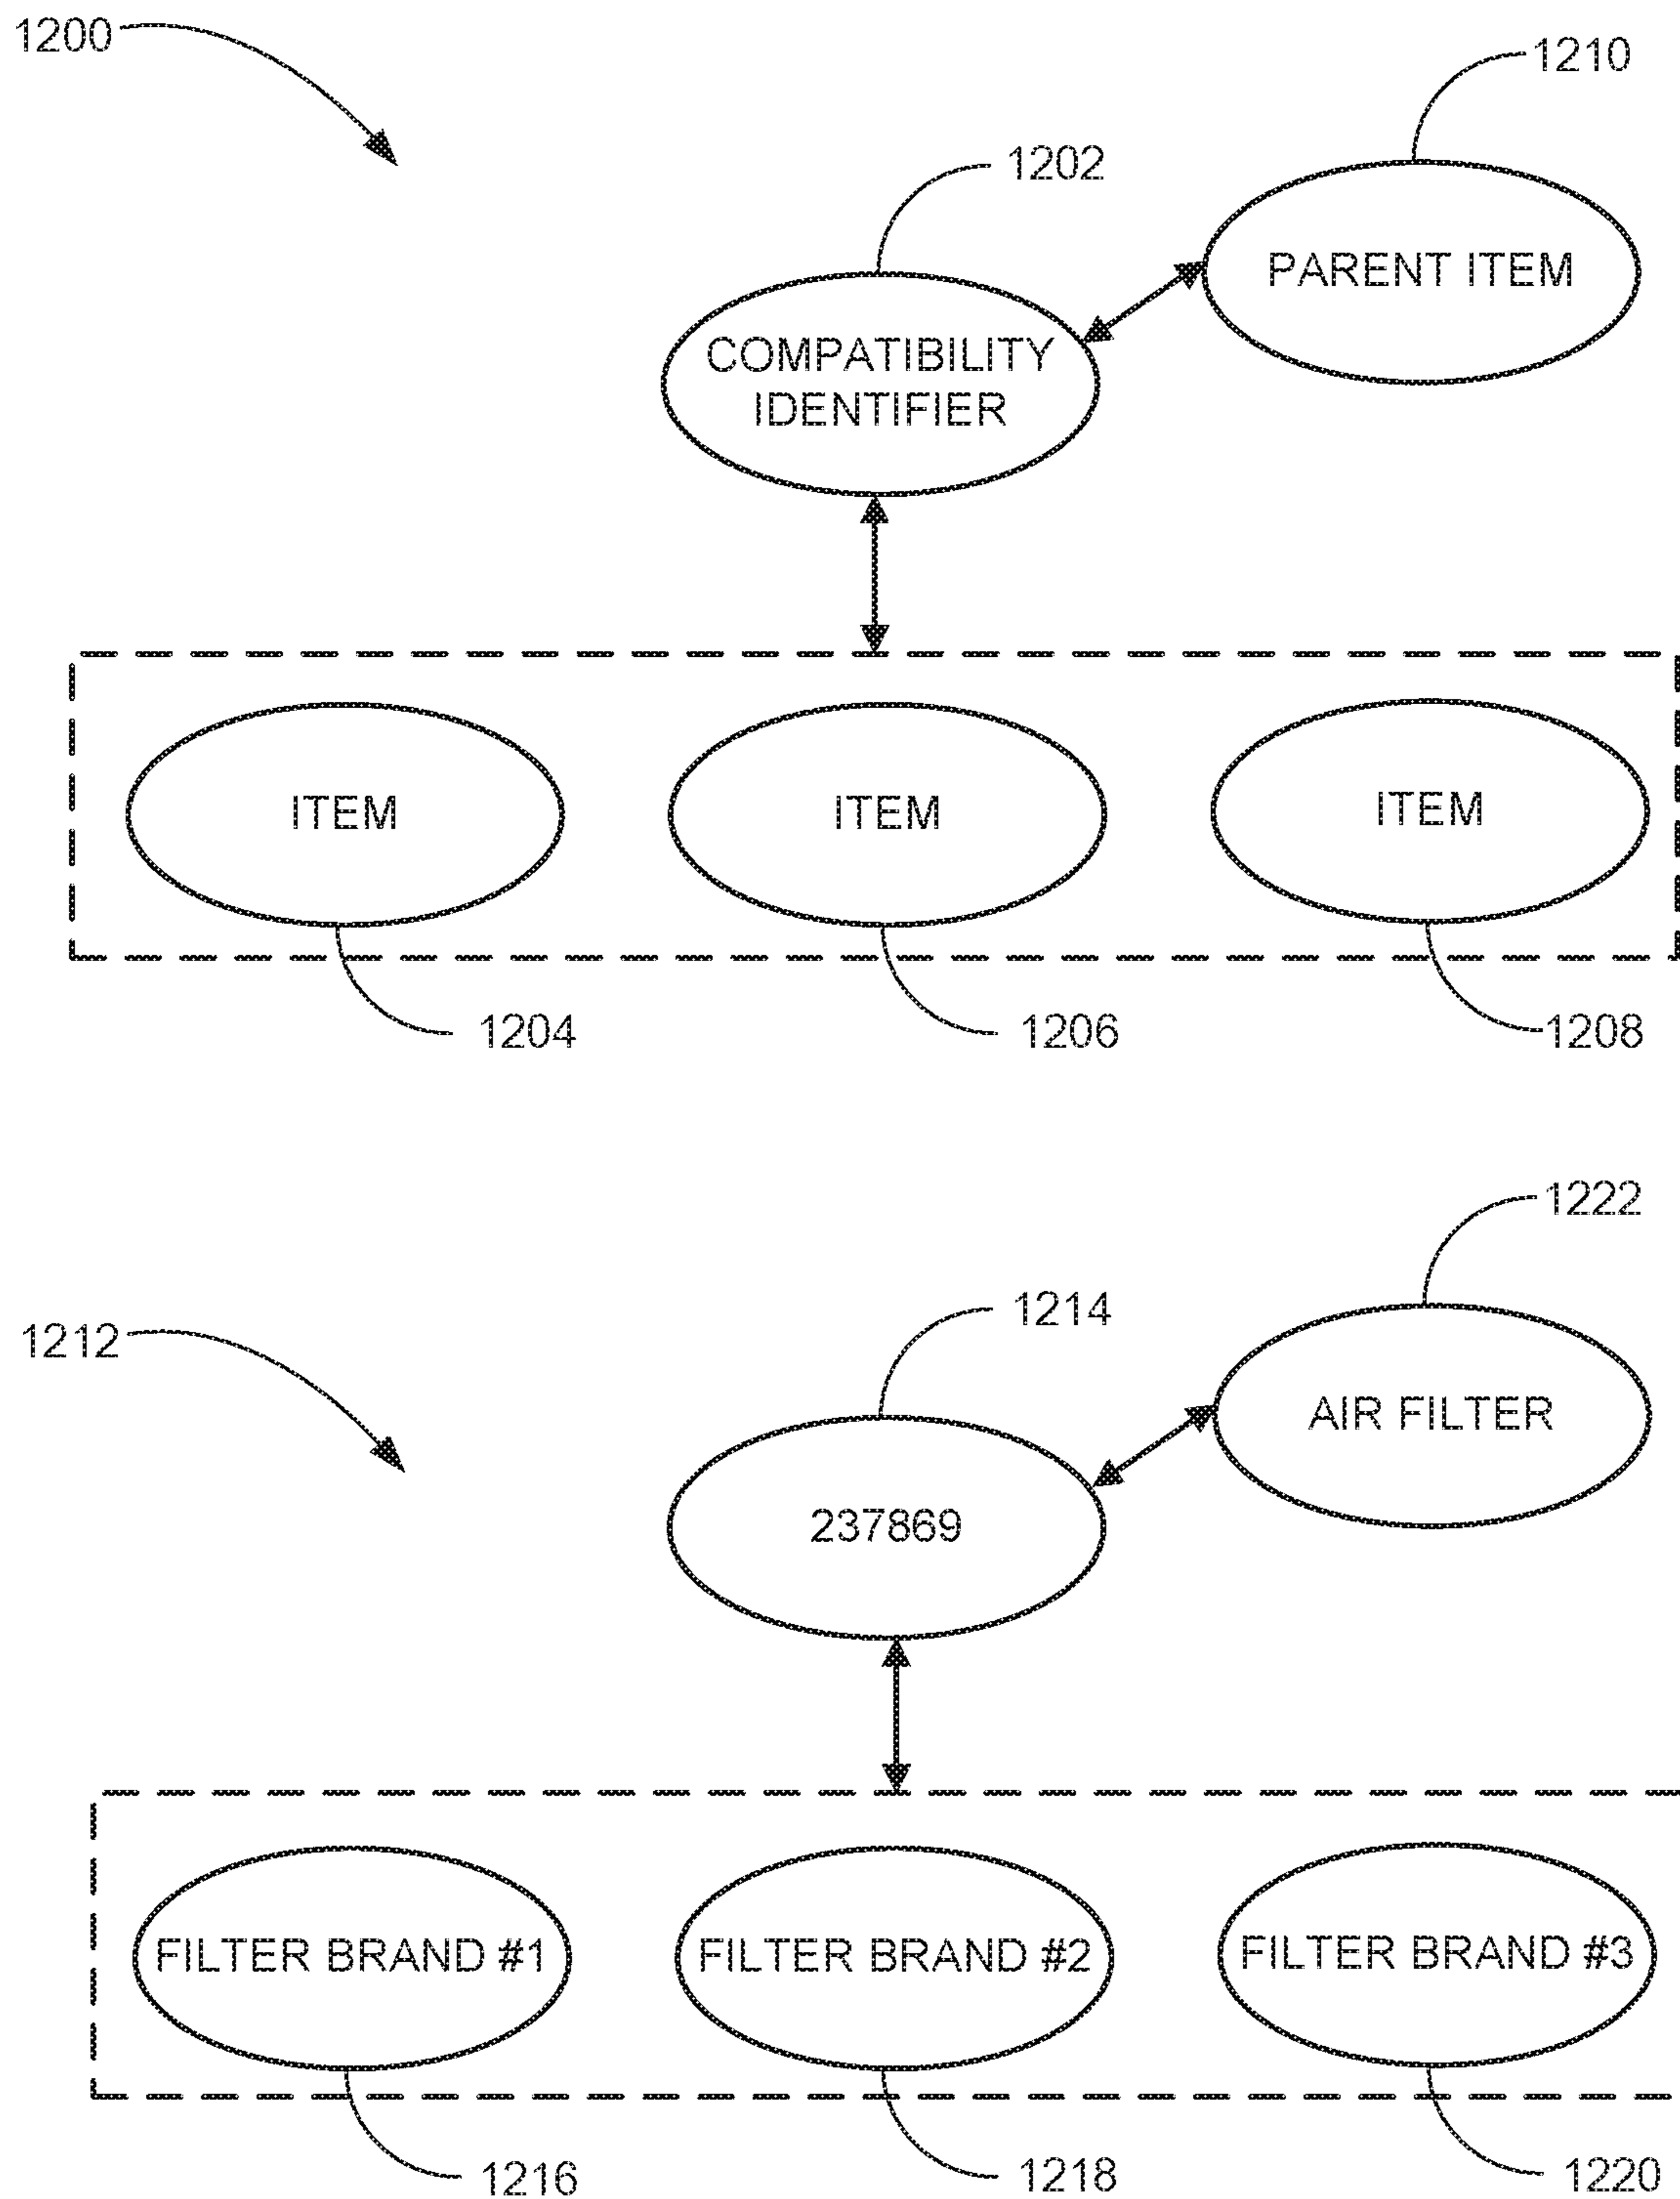 1200
1210
1202
PARENT ITEM
COMPATIBILITY
IDENTIFIER
ITEM
ITEM
ITEM
1204
1206
1208
1222
1214
1212
AIR FILTER
237869
FILTER BRAND #1
FILTER BRAND #2
FILTER BRAND #3
1216
1218
1220